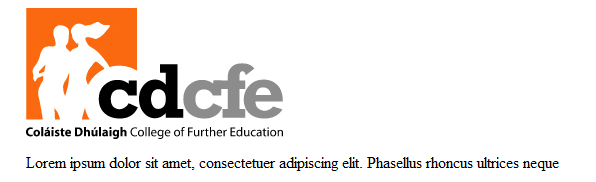 cdcfe
Coláiste Dhúlaigh College of Further Education
Lorem ipsum dolor sit amet, consectetuer adipiscing elit. Phasellus rhoncus ultrices neque